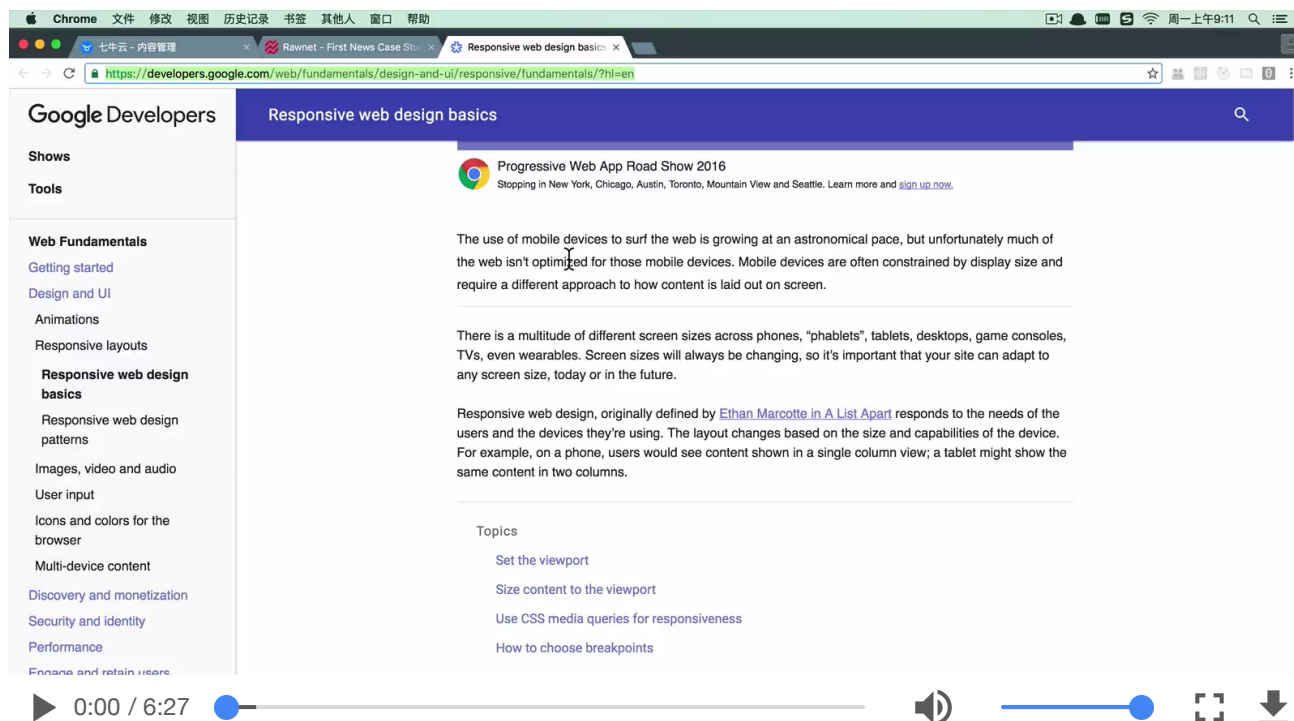 Chrome 文件 修改 视图 历史记录 书签 其他人 窗口 帮助 周一上午9:11
七牛云 - 内容管理 Rawnet - First News Case Stu Responsive web design basics
https://developers.google.com/web/fundamentals/design-and-ui/responsive/fundamentals/?hl=en
Google Developers
Responsive web design basics
Shows
Tools
Web Fundamentals
Getting started
Design and UI
Animations
Responsive layouts
Responsive web design
basics
Responsive web design
patterns
Images, video and audio
User input
Icons and colors for the
browser
Multi-device content
Discovery and monetization
Security and identity
Performance
Engage and retain users
Progressive Web App Road Show 2016
Stopping in New York, Chicago, Austin, Toronto, Mountain View and Seattle. Learn more and sign up now.
The use of mobile devices to surf the web is growing at an astronomical pace, but unfortunately much of
the web isn't optimized for those mobile devices. Mobile devices are often constrained by display size and
require a different approach to how content is laid out on screen.
There is a multitude of different screen sizes across phones, “phablets”, tablets, desktops, game consoles,
TVs, even wearables. Screen sizes will always be changing, so it’s important that your site can adapt to
any screen size, today or in the future.
Responsive web design, originally defined by Ethan Marcotte in A List Apart responds to the needs of the
users and the devices they’re using. The layout changes based on the size and capabilities of the device.
For example, on a phone, users would see content shown in a single column view; a tablet might show the
same content in two columns.
Topics
Set the viewport
Size content to the viewport
Use CSS media queries for responsiveness
How to choose breakpoints
0:00 / 6:27